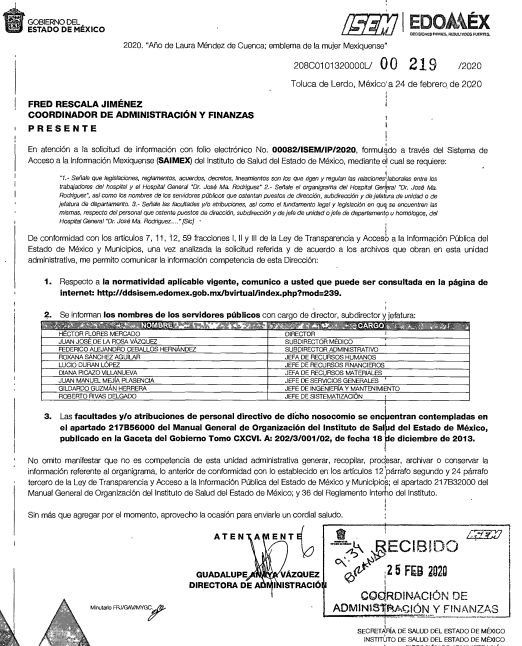 GOBIERNO DEL
ESTADO DE MÉXICO
ISEM
EDOMÉX
DECISIONES FIRMES, RESULTADOS FUERTES.
2020. "Año de Laura Méndez de Cuenca; emblema de la mujer Mexiquense"
208C0101320000L/ 00 219 /2020
Toluca de Lerdo, México a 24 de febrero de 2020
FRED RESCALA JIMÉNEZ
COORDINADOR DE ADMINISTRACIÓN Y FINANZAS
P R E S E N T E
En atención a la solicitud de información con folio electrónico No. 00082/ISEM/IP/2020, formulado a través del Sistema de
Acceso a la Información Mexiquense (SAIMEX) del Instituto de Salud del Estado de México, mediante el cual se requiere:
"1.- Señale legislaciones, reglamentos, acuerdos, decretos, lineamientos son los que rigen y regulan las relaciones laborales entre los
trabajadores del hospital y el Hospital General "Dr. José Ma. Rodríguez" 2.- Señale el organigrama del Hospital General "Dr. José Ma.
Rodríguez", así como los nombres de los servidores públicos que ostentan puestos de dirección, subdirección y de jefatura de unidad o de
jefatura de departamento. 3.- Señale las facultades y/o atribuciones, así como el fundamento legal y legislación en que se encuentran las
mismas, respecto del personal que ostenta puestos de dirección, subdirección y de jefe de unidad o jefe de departamento u homólogos, del
Hospital General "Dr. José Ma. Rodríguez...." [Sic]
De conformidad con los artículos 7, 11, 12, 59 fracciones I, II y III de la Ley de Transparencia y Acceso a la Información Pública del
Estado de México y Municipios, una vez analizada la solicitud referida y de acuerdo a los archivos que obran en esta unidad
administrativa, me permito comunicar la información competencia de esta Dirección:
1. Respecto a la normatividad aplicable vigente, comunico a usted que puede ser consultada en la página de
internet: http://ddsisem.edomex.gob.mx/bvirtual/index.php?mod=239.
2. Se informan los nombres de los servidores públicos con cargo de director, subdirector y jefatura:
NOMBRE CARGO
HÉCTOR FLORES MERCADO DIRECTOR
JUAN JOSÉ DE LA ROSA VÁZQUEZ SUBDIRECTOR MÉDICO
FEDERICO ALEJANDRO CEBALLOS HERNÁNDEZ SUBDIRECTOR ADMINISTRATIVO
ROXANA SÁNCHEZ AGUILAR JEFA DE RECURSOS HUMANOS
LUCIO DURAN LÓPEZ JEFE DE RECURSOS FINANCIEROS
DIANA PICAZO VILLANUEVA JEFA DE RECURSOS MATERIALES
JUAN MANUEL MEJÍA PLASENCIA JEFE DE SERVICIOS GENERALES
GILDARDO GUZMÁN HERRERA JEFE DE INGENIERÍA Y MANTENIMIENTO
ROBERTO RIVAS DELGADO JEFE DE SISTEMATIZACIÓN
3. Las facultades y/o atribuciones de personal directivo de dicho nosocomio se encuentran contempladas en
el apartado 217B56000 del Manual General de Organización del Instituto de Salud del Estado de México,
publicado en la Gaceta del Gobierno Tomo CXCVI. A: 202/3/001/02, de fecha 18 de diciembre de 2013.
No omito manifestar que no es competencia de esta unidad administrativa general, recopilar, procesar, archivar o conservar la
información referente al organigrama, lo anterior de conformidad con lo establecido en los artículos 12 párrafo segundo y 24 párrafo
tercero de la Ley de Transparencia y Acceso a la Información Pública del Estado de México y Municipios; el apartado 217B32000 del
Manual General de Organización del Instituto de Salud del Estado de México; y 36 del Reglamento Interno del Instituto.
Sin más que agregar por el momento, aprovecho la ocasión para enviarle un cordial saludo.
A T E N T A M E N T E
GUADALUPE ANAYA VÁZQUEZ
DIRECTORA DE ADMINISTRACIÓN
ISEM
9:34
RECIBIDO
25 FEB 2020
COORDINACIÓN DE
ADMINISTRACIÓN Y FINANZAS
Minutario FRJ/GAV/MYGC
SECRETARÍA DE SALUD DEL ESTADO DE MÉXICO
INSTITUTO DE SALUD DEL ESTADO DE MÉXICO